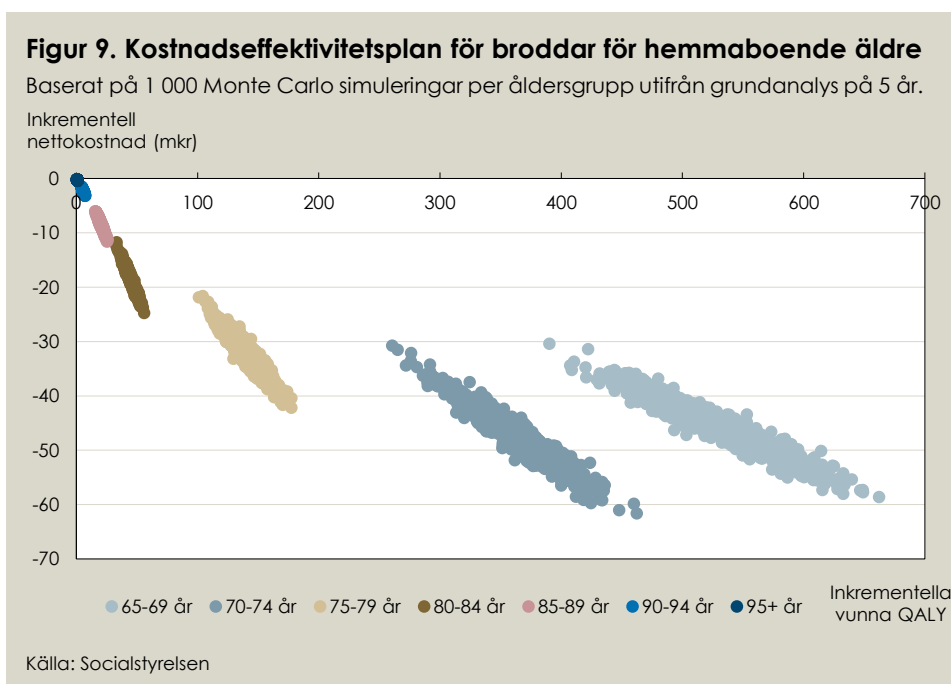 Figur 9. Kostnadseffektivitetsplan för broddar för hemmaboende äldre
Baserat på 1 000 Monte Carlo simuleringar per åldersgrupp utifrån grundanalys på 5 år.
Inkrementell
nettokostnad (mkr)
0
0 100 200 300 400 500 600 700
-10
-20
-30
-40
-50
-60
-70
65-69 år 70-74 år 75-79 år 80-84 år 85-89 år 90-94 år 95+ år
Inkrementella
vunna QALY
Källa: Socialstyrelsen